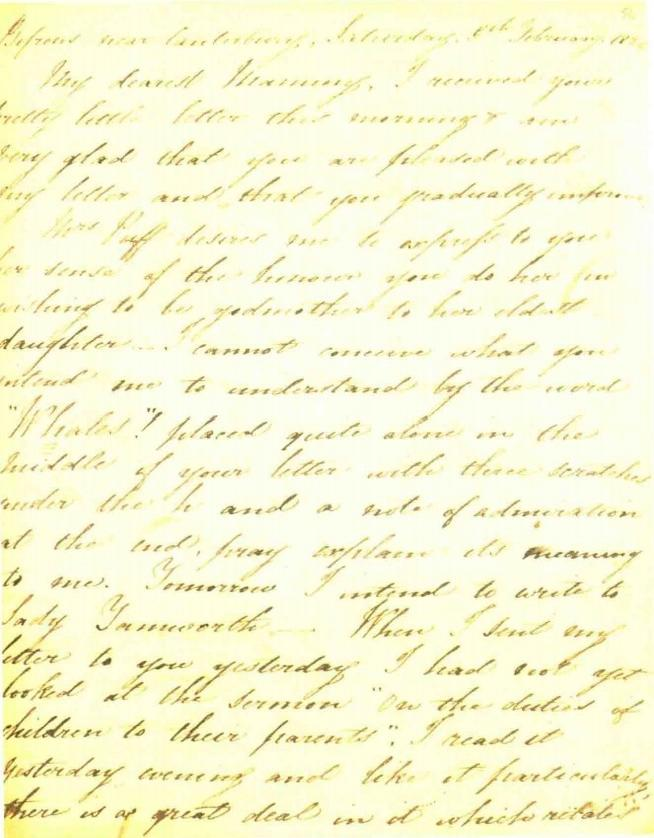 Bifrons near Canterbury, Saturday, 8th February 18
My dearest Mammy, I received your
pretty little letter this morning & am
very glad that you are pleased with
my letter and that you gradually improve
Mrs Puff desires me to express to you
her sense of the honour you do her in
wishing to be godmother to her eldest
daughter — I cannot conceive what you
intend me to understand by the word
"Whales!" placed quite alone in the
middle of your letter with three scratches
under the h and a note of admiration
at the end, pray explain its meaning
to me. Tomorrow I intend to write to
Lady Tamworth — When I sent my
letter to you yesterday I had not yet
looked at the sermon "On the duties of
children to their parents". I read it
yesterday evening and like it particularly,
there is a great deal in it which relates